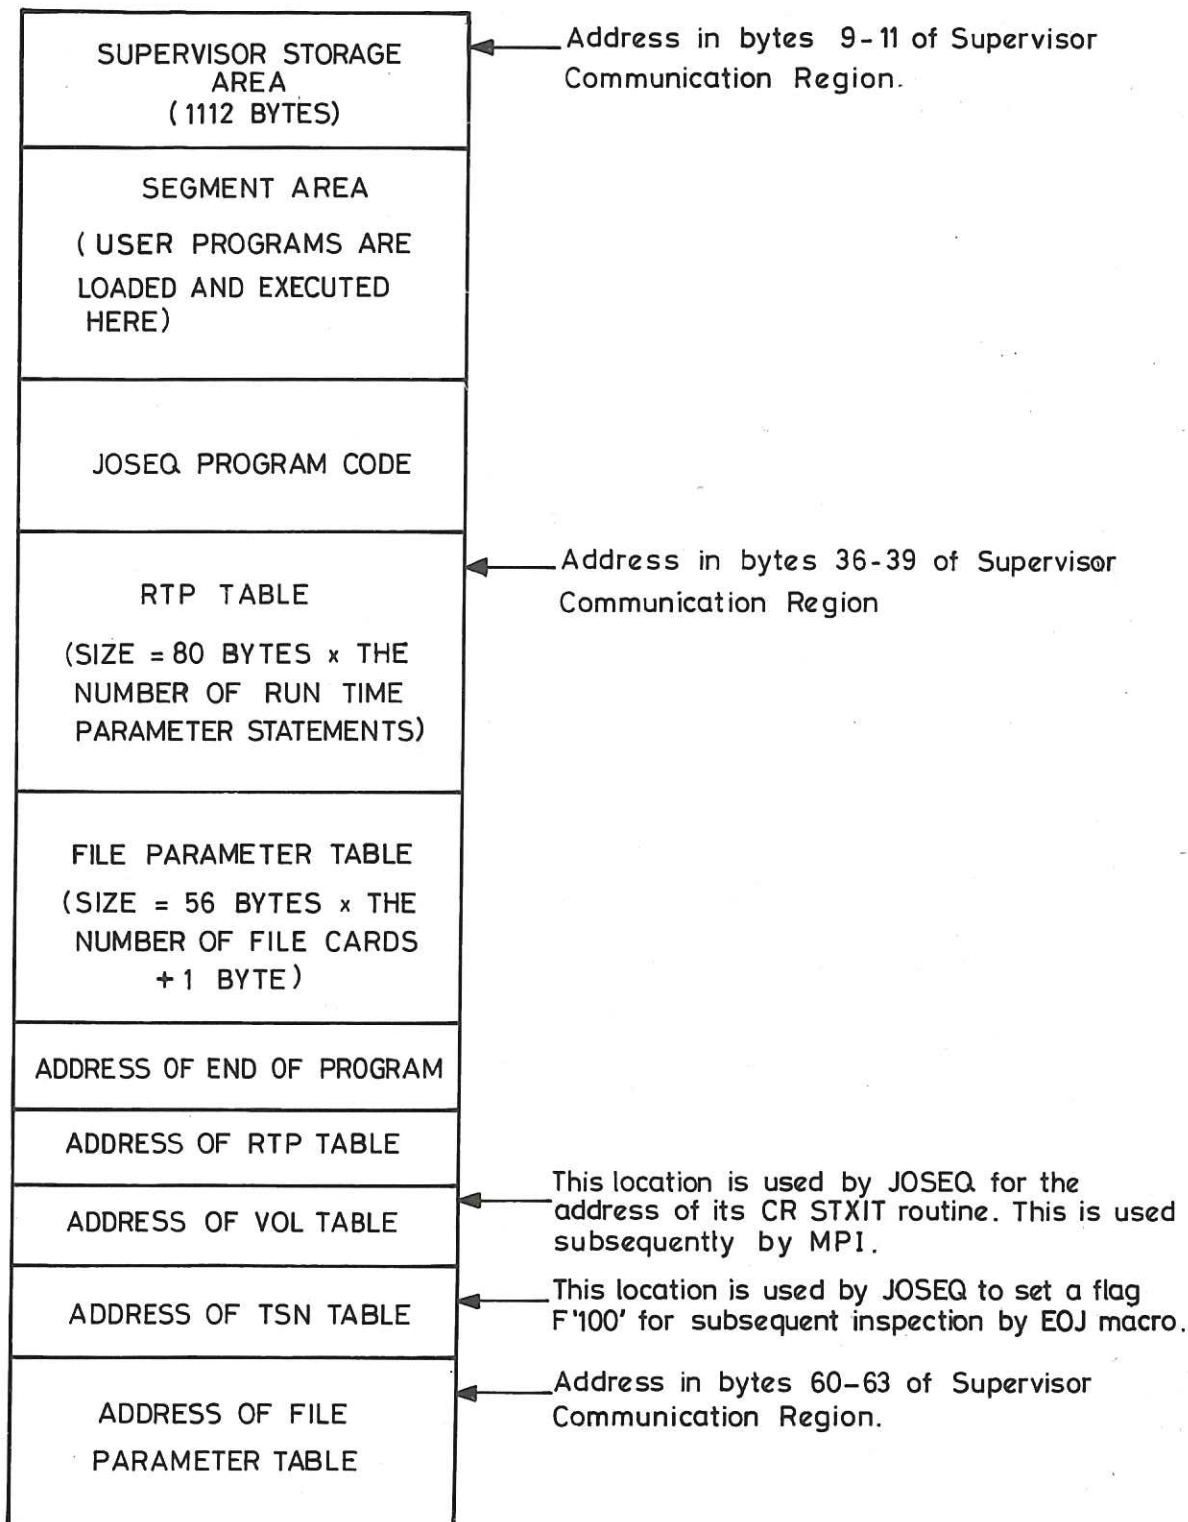 SUPERVISOR STORAGE
AREA
(1112 BYTES)
Address in bytes 9-11 of Supervisor
Communication Region.
SEGMENT AREA
(USER PROGRAMS ARE
LOADED AND EXECUTED
HERE)
JOSEQ PROGRAM CODE
RTP TABLE
(SIZE = 80 BYTES x THE
NUMBER OF RUN TIME
PARAMETER STATEMENTS)
Address in bytes 36-39 of Supervisor
Communication Region
FILE PARAMETER TABLE
(SIZE = 56 BYTES x THE
NUMBER OF FILE CARDS
+1 BYTE)
ADDRESS OF END OF PROGRAM
ADDRESS OF RTP TABLE
ADDRESS OF VOL TABLE
This location is used by JOSEQ for the
address of its CR STXIT routine. This is used
subsequently by MPI.
ADDRESS OF TSN TABLE
This location is used by JOSEQ to set a flag
F'100' for subsequent inspection by EOJ macro.
ADDRESS OF FILE
PARAMETER TABLE
Address in bytes 60-63 of Supervisor
Communication Region.